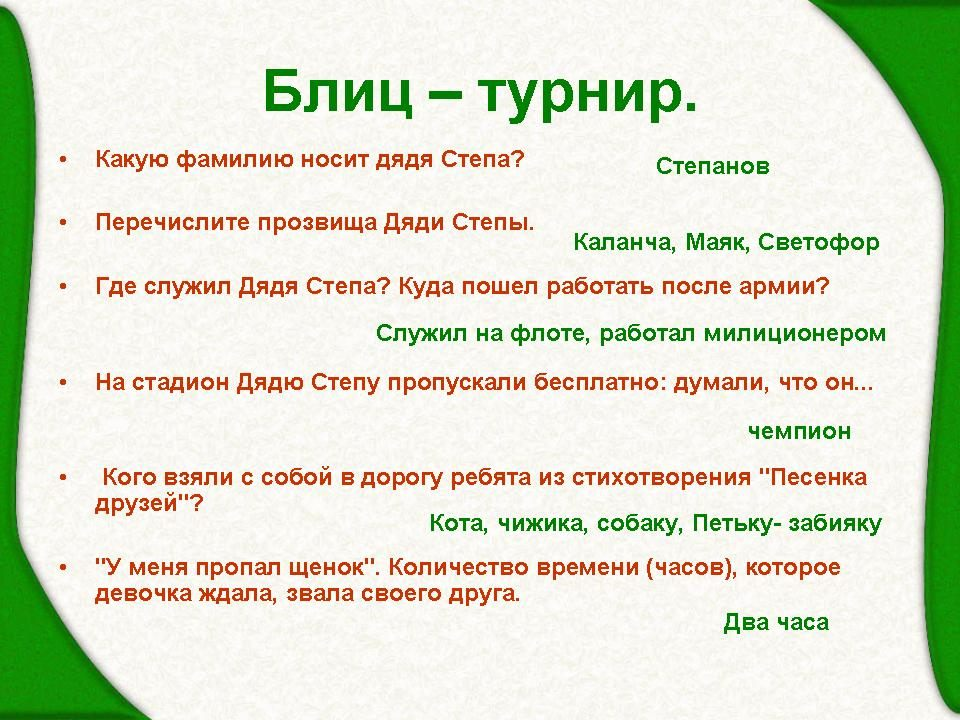 Блиц – турнир.
• Какую фамилию носит дядя Степа?
Степанов
• Перечислите прозвища Дяди Степы.
Каланча, Маяк, Светофор
• Где служил Дядя Степа? Куда пошел работать после армии?
Служил на флоте, работал милиционером
• На стадион Дядю Степу пропускали бесплатно: думали, что он...
чемпион
• Кого взяли с собой в дорогу ребята из стихотворения "Песенка
друзей"?
Кота, чижика, собаку, Петьку- забияку
• "У меня пропал щенок". Количество времени (часов), которое
девочка ждала, звала своего друга.
Два часа